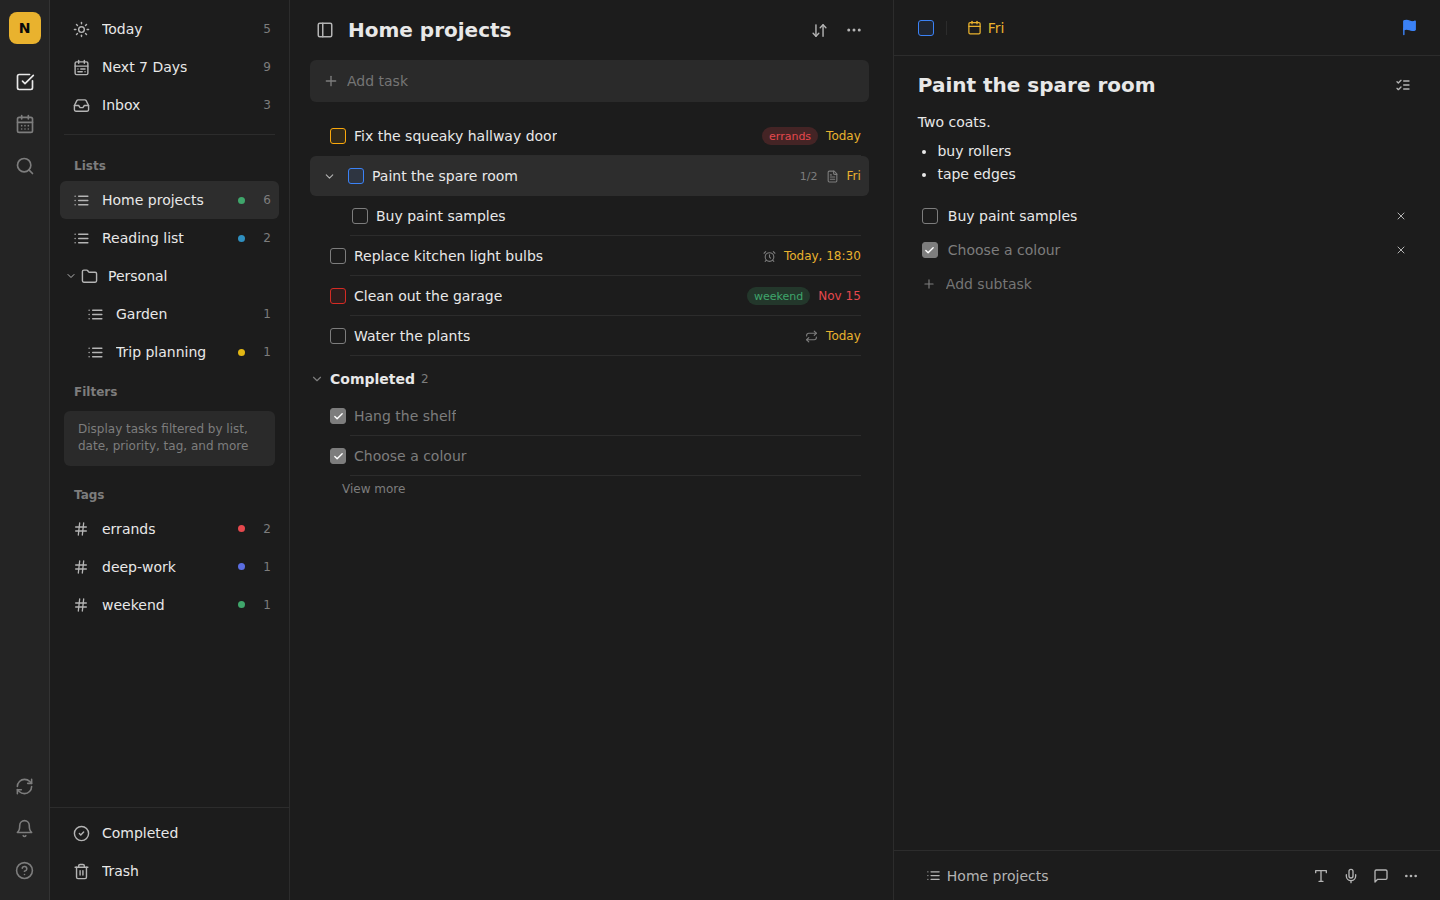 N
Today 5
Next 7 Days 9
Inbox 3
Lists
Home projects 6
Reading list 2
Personal
Garden 1
Trip planning 1
Filters
Display tasks filtered by list,
date, priority, tag, and more
Tags
errands 2
deep-work 1
weekend 1
Completed
Trash
Home projects
Add task
Fix the squeaky hallway door errands Today
Paint the spare room 1/2 Fri
Buy paint samples
Replace kitchen light bulbs Today, 18:30
Clean out the garage weekend Nov 15
Water the plants Today
Completed 2
Hang the shelf
Choose a colour
View more
Fri
Paint the spare room
Two coats.
• buy rollers
• tape edges
Buy paint samples
Choose a colour
Add subtask
Home projects